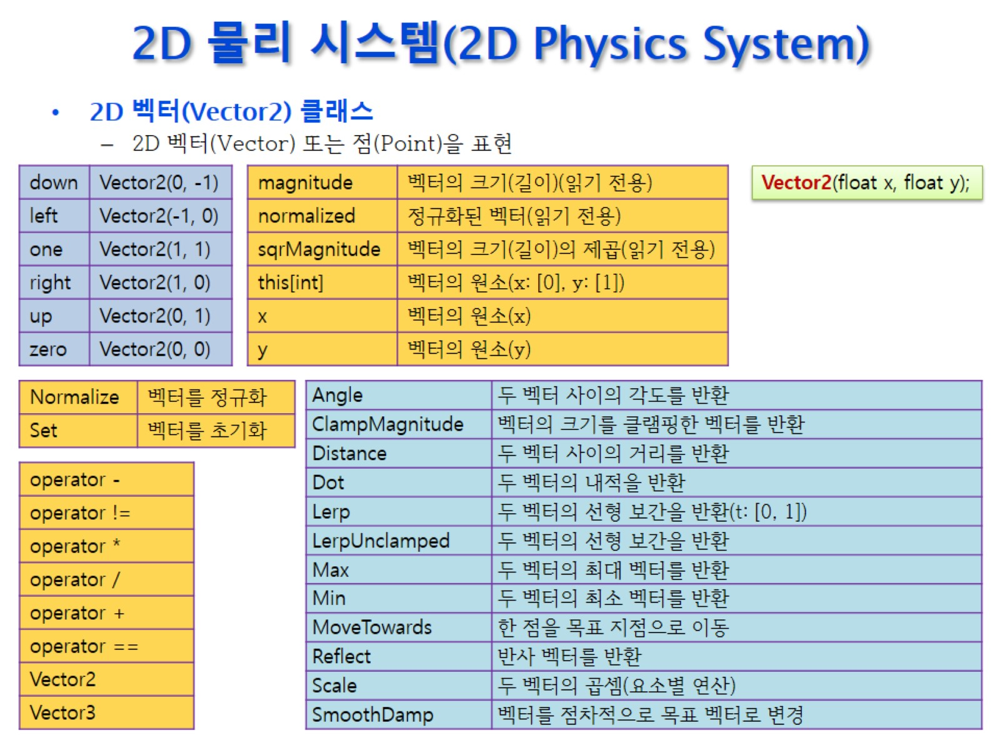 2D 물리 시스템(2D Physics System)
• 2D 벡터(Vector2) 클래스
– 2D 벡터(Vector) 또는 점(Point)을 표현
down Vector2(0, -1)
left Vector2(-1, 0)
one Vector2(1, 1)
right Vector2(1, 0)
up Vector2(0, 1)
zero Vector2(0, 0)
magnitude 벡터의 크기(길이)(읽기 전용)
normalized 정규화된 벡터(읽기 전용)
sqrMagnitude 벡터의 크기(길이)의 제곱(읽기 전용)
this[int] 벡터의 원소(x: [0], y: [1])
x 벡터의 원소(x)
y 벡터의 원소(y)
Vector2(float x, float y);
Normalize 벡터를 정규화
Set 벡터를 초기화
operator -
operator !=
operator *
operator /
operator +
operator ==
Vector2
Vector3
Angle 두 벡터 사이의 각도를 반환
ClampMagnitude 벡터의 크기를 클램핑한 벡터를 반환
Distance 두 벡터 사이의 거리를 반환
Dot 두 벡터의 내적을 반환
Lerp 두 벡터의 선형 보간을 반환(t: [0, 1])
LerpUnclamped 두 벡터의 선형 보간을 반환
Max 두 벡터의 최대 벡터를 반환
Min 두 벡터의 최소 벡터를 반환
MoveTowards 한 점을 목표 지점으로 이동
Reflect 반사 벡터를 반환
Scale 두 벡터의 곱셈(요소별 연산)
SmoothDamp 벡터를 점차적으로 목표 벡터로 변경